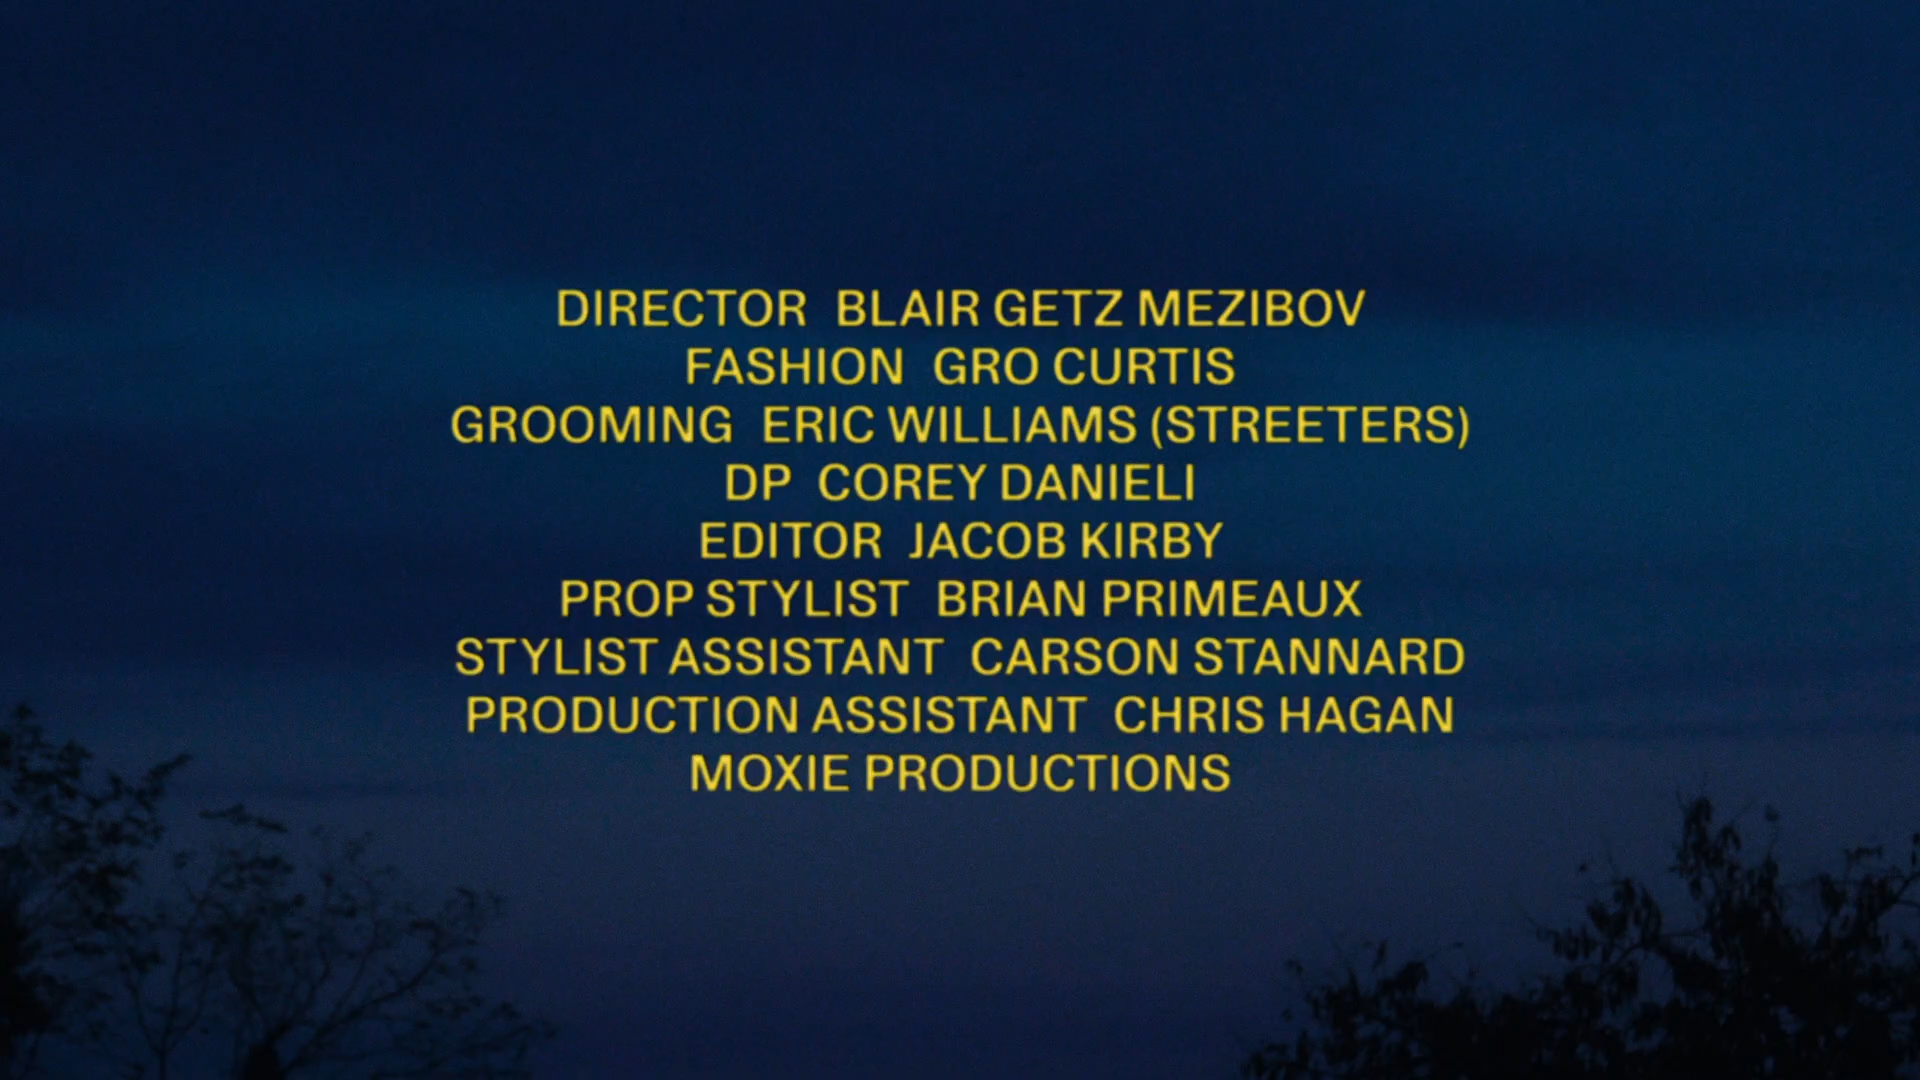 DIRECTOR BLAIR GETZ MEZIBOV
FASHION GRO CURTIS
GROOMING ERIC WILLIAMS (STREETERS)
DP COREY DANIELI
EDITOR JACOB KIRBY
PROP STYLIST BRIAN PRIMEAUX
STYLIST ASSISTANT CARSON STANNARD
PRODUCTION ASSISTANT CHRIS HAGAN
MOXIE PRODUCTIONS